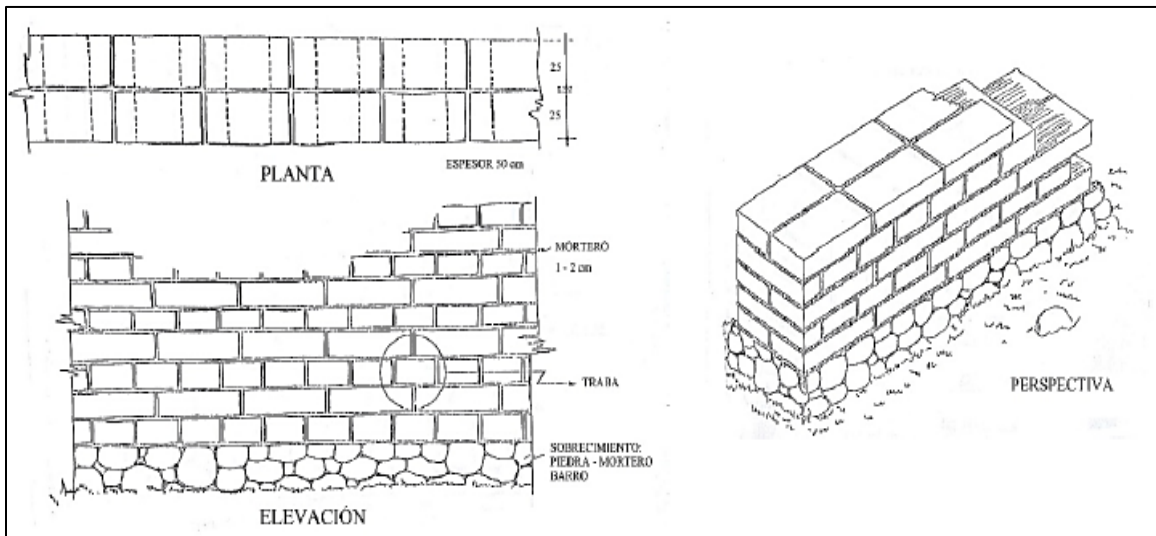 25
25
ESPESOR 50 cm
PLANTA
MORTERO
1 - 2 cm
TRABA
SOBRECIMIENTO:
PIEDRA - MORTERO
BARRO
ELEVACIÓN
PERSPECTIVA